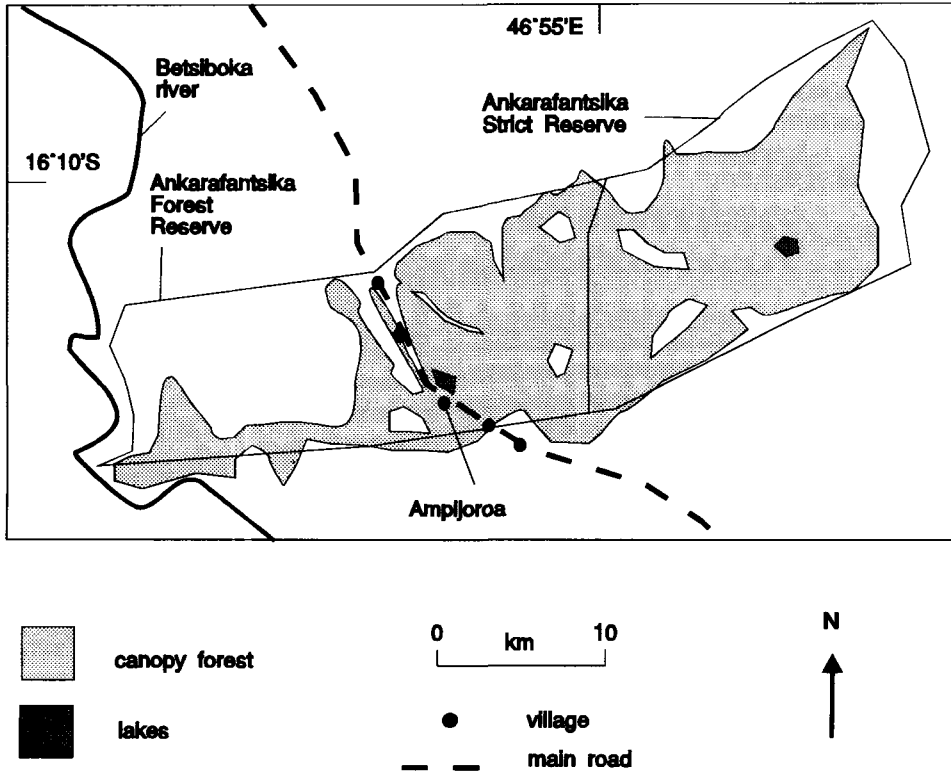 46°55'E
Betsiboka
river
Ankarafantsika
Strict Reserve
16°10'S
Ankarafantsika
Forest
Reserve
Ampijoroa
canopy forest
lakes
0 km 10
village
main road
N